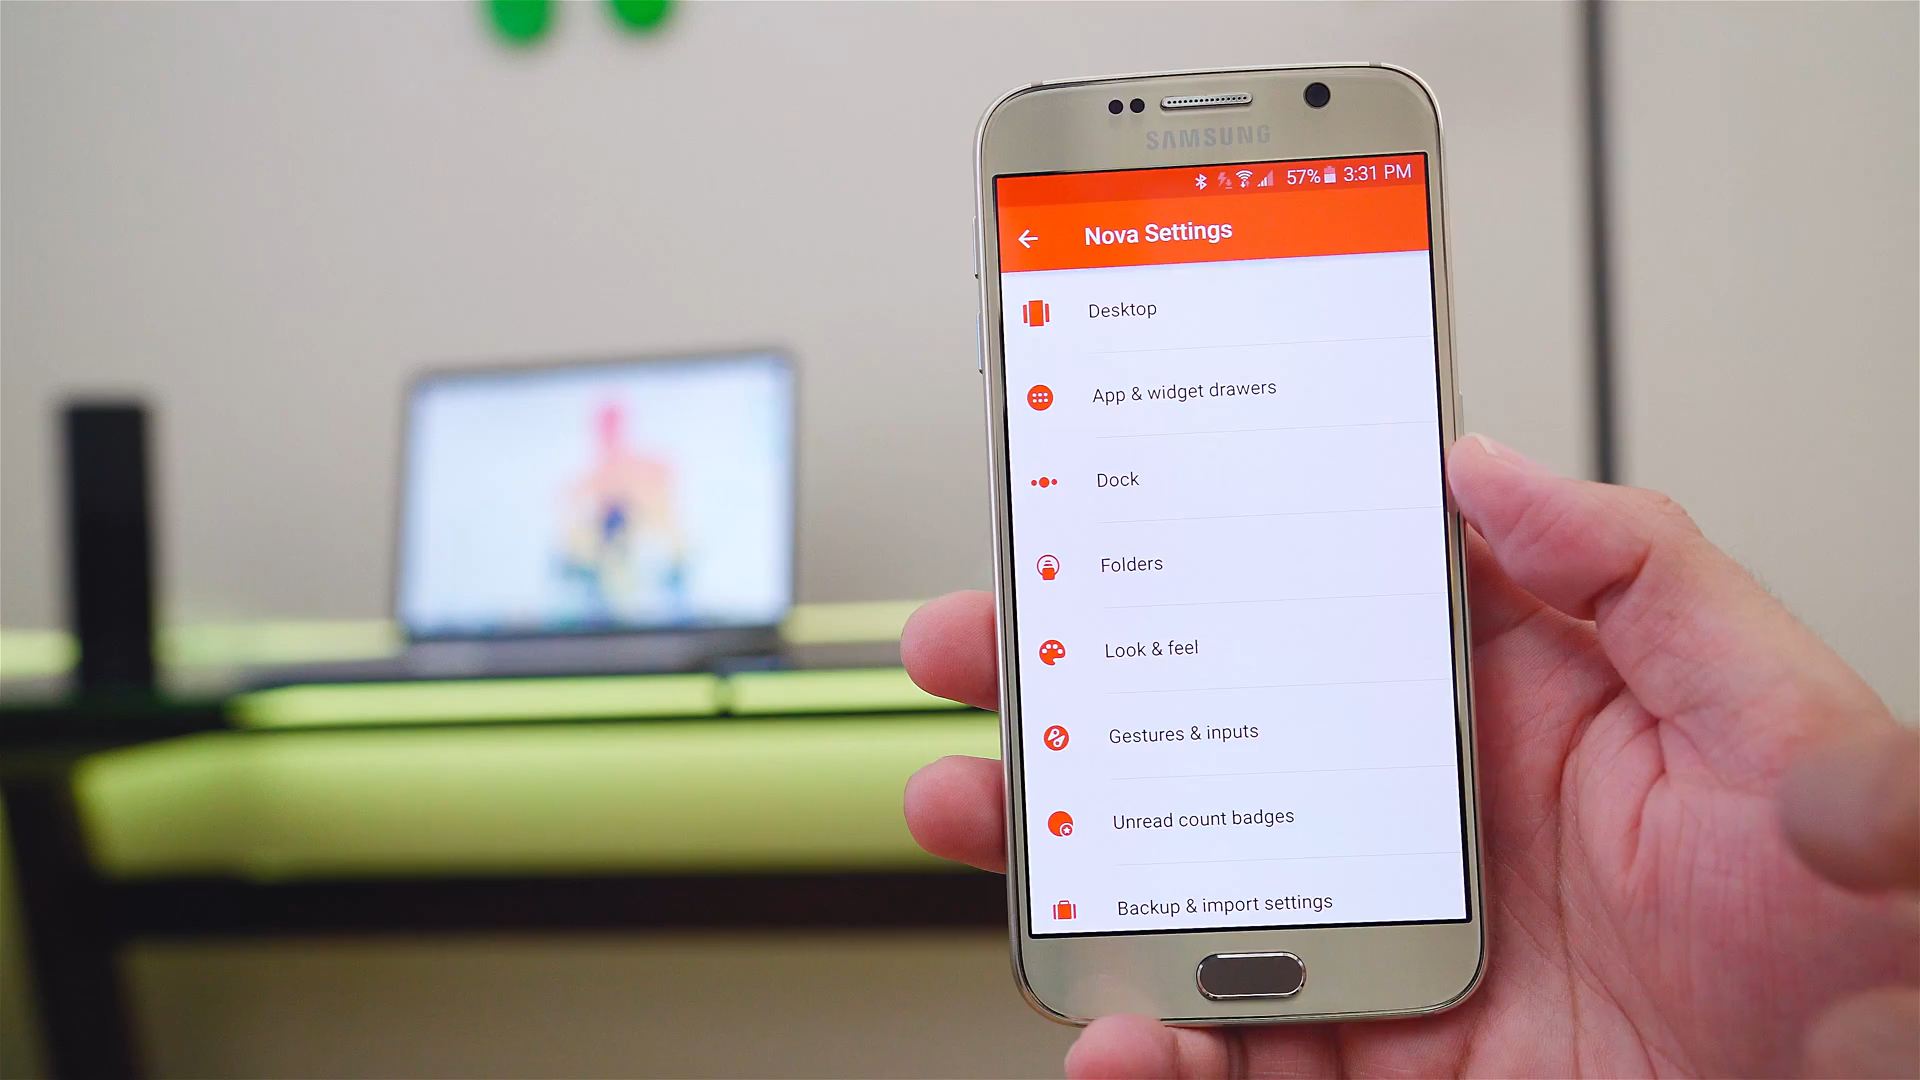 SAMSUNG
57% 3:31 PM
Nova Settings
Desktop
App & widget drawers
Dock
Folders
Look & feel
Gestures & inputs
Unread count badges
Backup & import settings